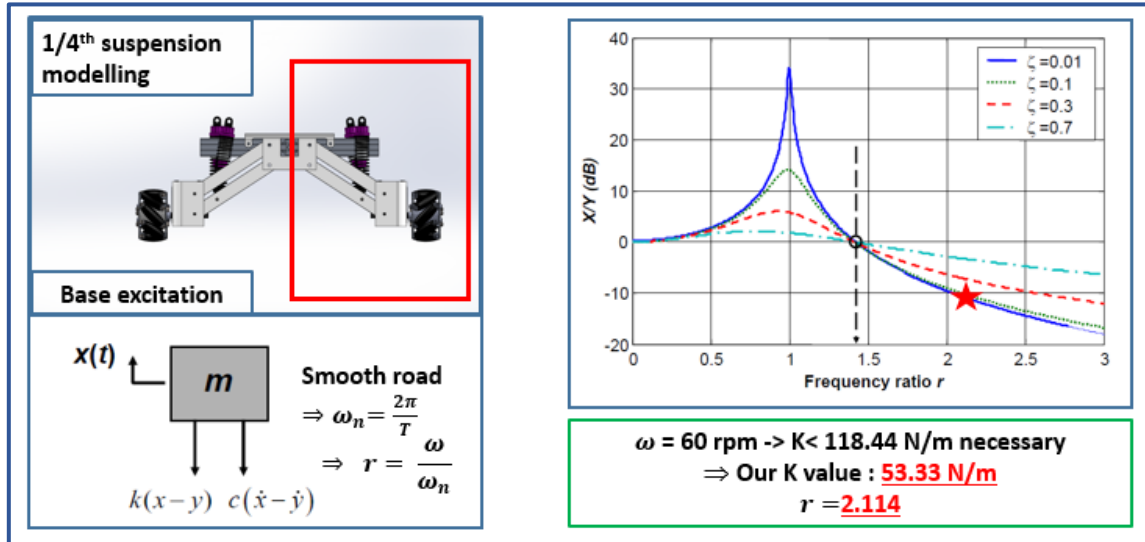 1/4th suspension
modelling
Base excitation
x(t)
m
k(x−y) c(ẋ−ẏ)
Smooth road
⇒ ωn= 2π/T
⇒ r = ω/ωn
X/Y (dB)
40
30
20
10
0
-10
-20
0 0.5 1 1.5 2 2.5 3
Frequency ratio r
ζ=0.01
ζ=0.1
ζ=0.3
ζ=0.7
ω = 60 rpm -> K< 118.44 N/m necessary
⇒ Our K value : 53.33 N/m
r =2.114